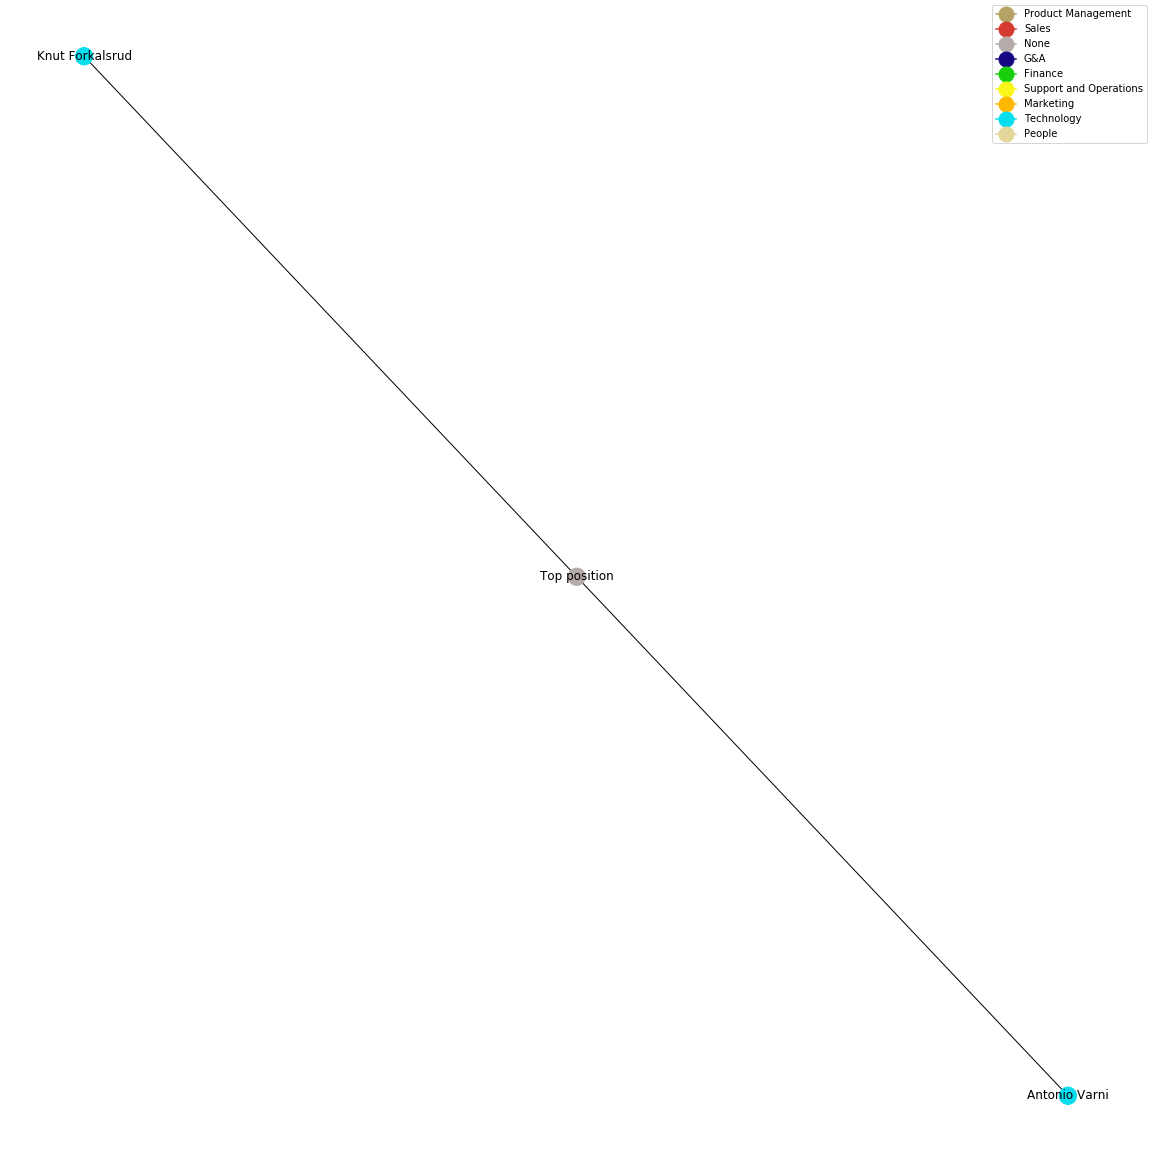 Product Management
Sales
None
G&A
Finance
Support and Operations
Marketing
Technology
People
Knut Forkalsrud
Top position
Antonio Varni